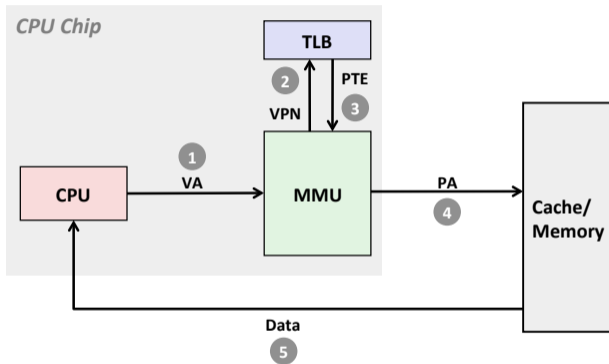 CPU Chip
TLB
2
PTE
VPN
3
1
VA
CPU
MMU
PA
4
Cache/
Memory
Data
5